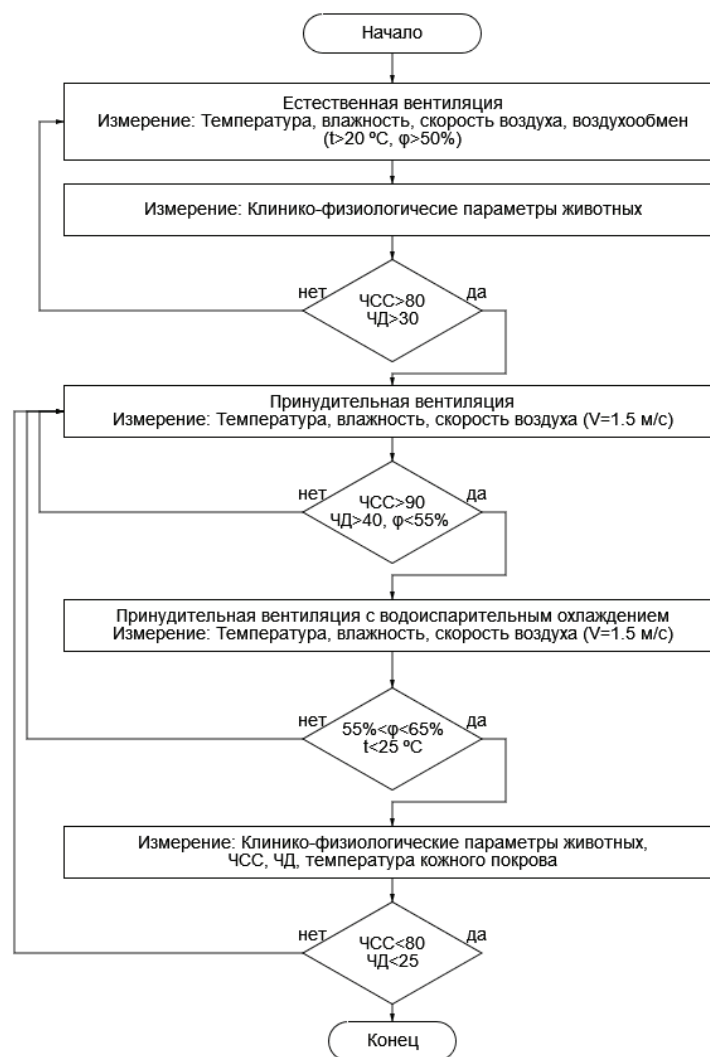 Начало
Естественная вентиляция
Измерение: Температура, влажность, скорость воздуха, воздухообмен
(t>20 ºC, φ>50%)
Измерение: Клинико-физиологичесие параметры животных
нет
да
ЧСС>80
ЧД>30
Принудительная вентиляция
Измерение: Температура, влажность, скорость воздуха (V=1.5 м/с)
нет
да
ЧСС>90
ЧД>40, φ<55%
Принудительная вентиляция с водоиспарительным охлаждением
Измерение: Температура, влажность, скорость воздуха (V=1.5 м/с)
нет
да
55%<φ<65%
t<25 ºC
Измерение: Клинико-физиологические параметры животных,
ЧСС, ЧД, температура кожного покрова
нет
да
ЧСС<80
ЧД<25
Конец